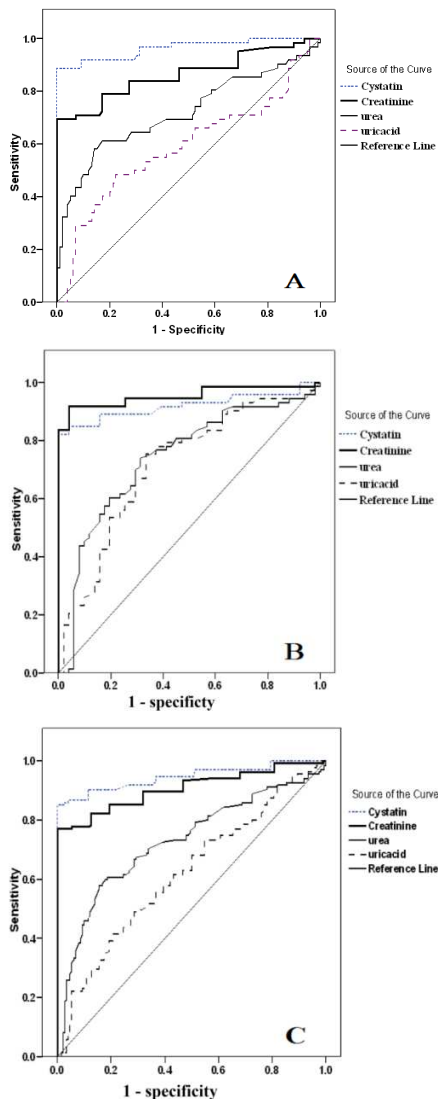 1.0
0.8
0.6
0.4
0.2
0.0
Sensitivity
0.0 0.2 0.4 0.6 0.8 1.0
1 - Specificity
A
Source of the Curve
Cystatin
Creatinine
urea
uricacid
Reference Line
1.0
0.8
0.6
0.4
0.2
0.0
Sensitivity
0.0 0.2 0.4 0.6 0.8 1.0
1 - specificty
B
Source of the Curve
Cystatin
Creatinine
urea
uricacid
Reference Line
1.0
0.8
0.6
0.4
0.2
0.0
Sensitivity
0.0 0.2 0.4 0.6 0.8 1.0
1 - specificity
C
Source of the Curve
Cystatin
Creatinine
urea
uricacid
Reference Line